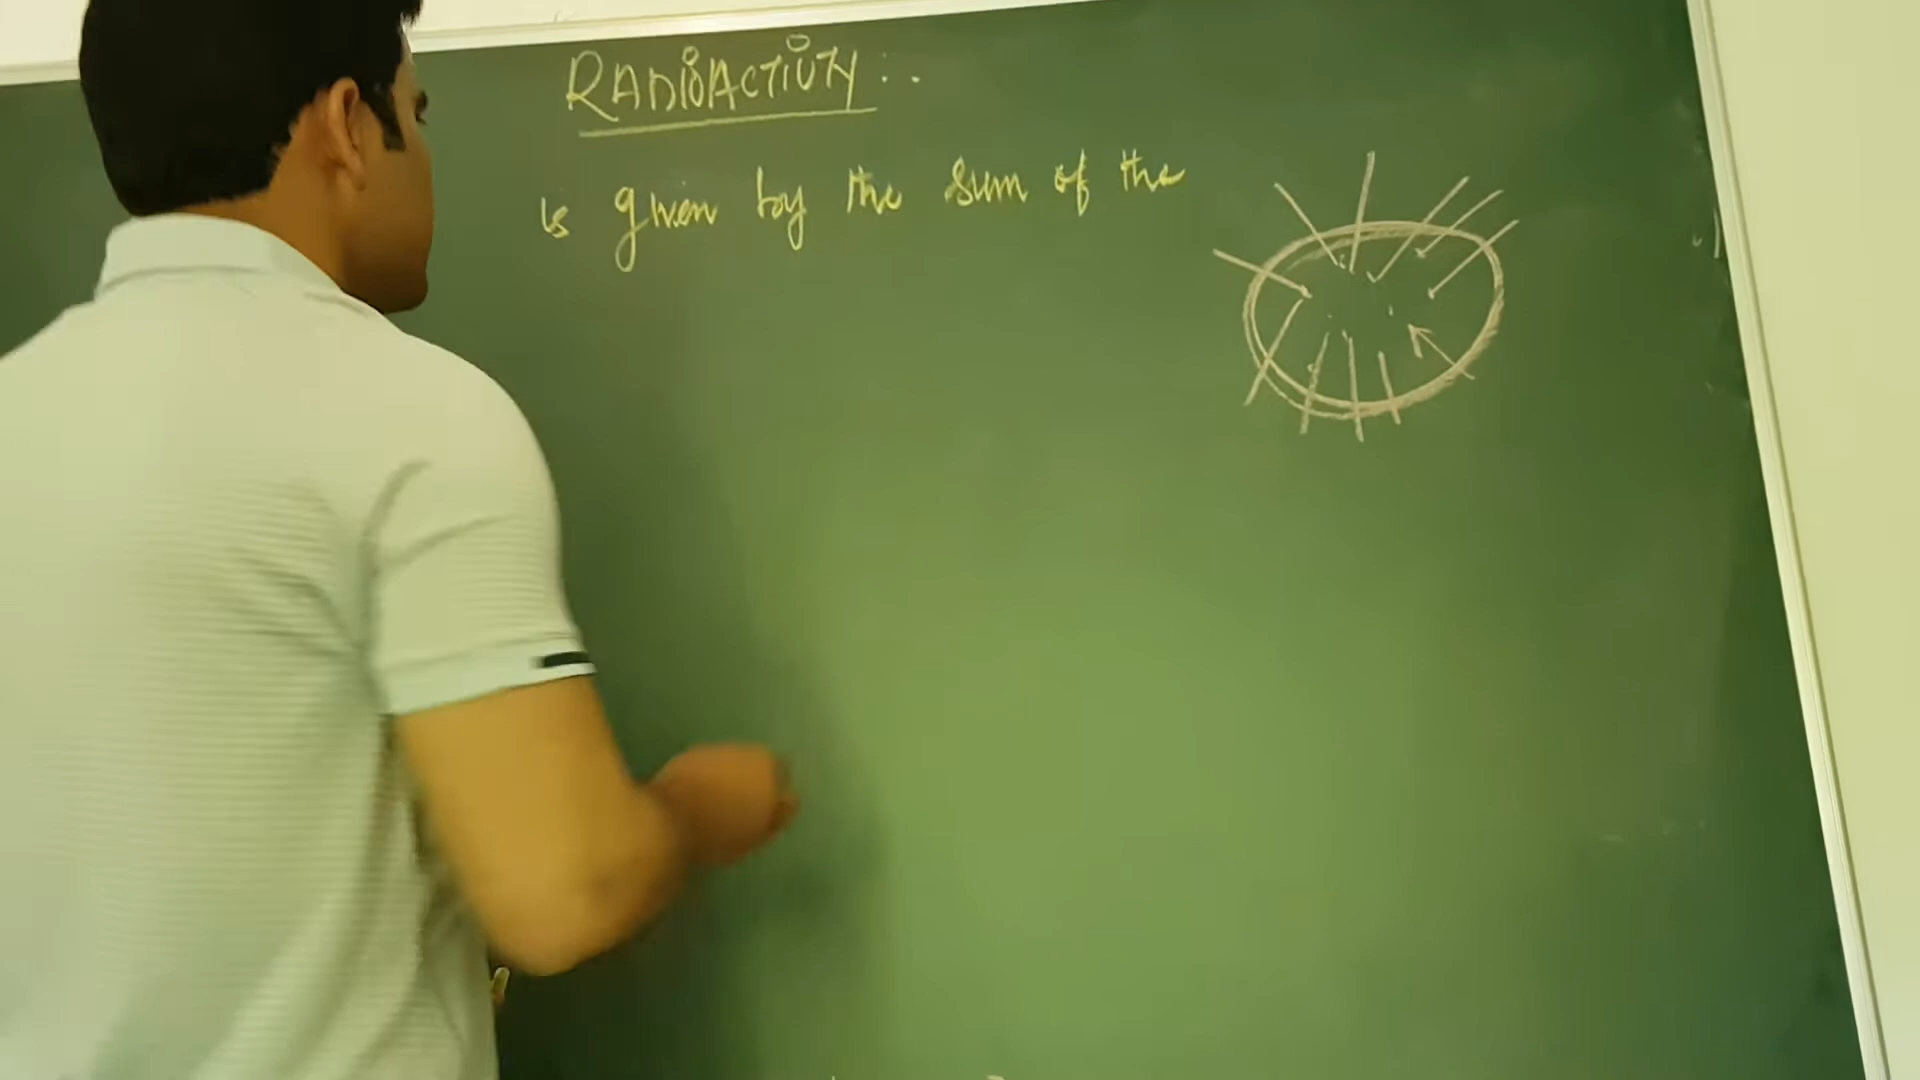 RADIOACTIVITY :.
is given by the sum of the